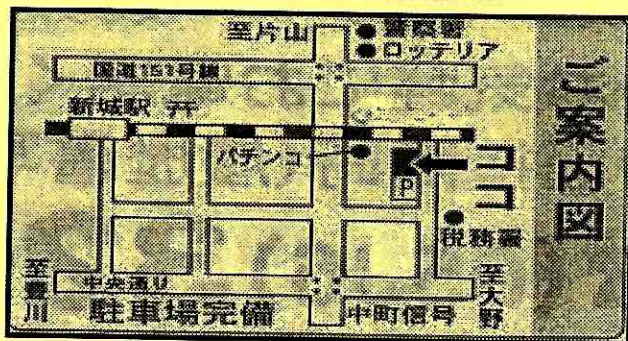 ご案内図
至片山
警察署
ロッテリア
国道151号線
新城駅
パチンコ
P
ココ
税務署
至豊川
中央通り
駐車場完備
中町信号
至大野